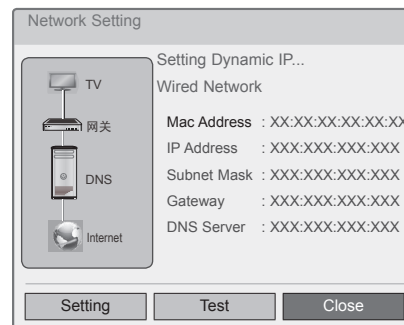 Network Setting
TV
网关
DNS
Internet
Setting Dynamic IP...
Wired Network
Mac Address : XX:XX:XX:XX:XX:XX
IP Address : XXX:XXX:XXX:XXX
Subnet Mask : XXX:XXX:XXX:XXX
Gateway : XXX:XXX:XXX:XXX
DNS Server : XXX:XXX:XXX:XXX
Setting
Test
Close